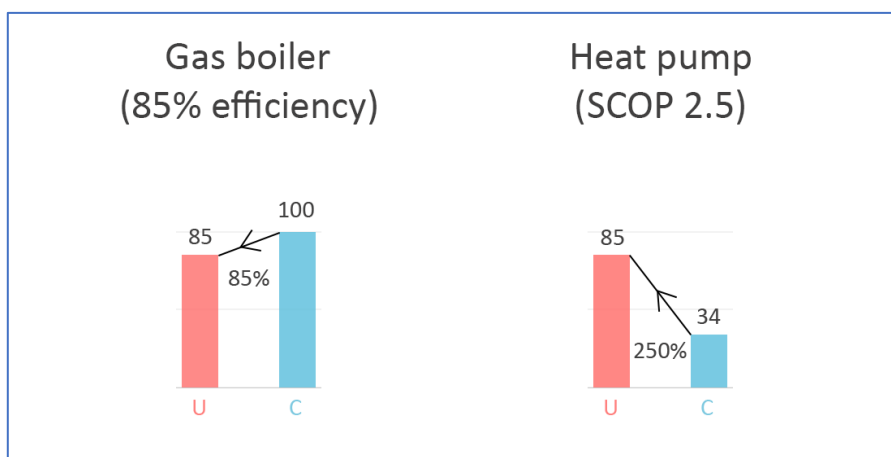 Gas boiler
(85% efficiency)
85
100
85%
U
C
Heat pump
(SCOP 2.5)
85
34
250%
U
C